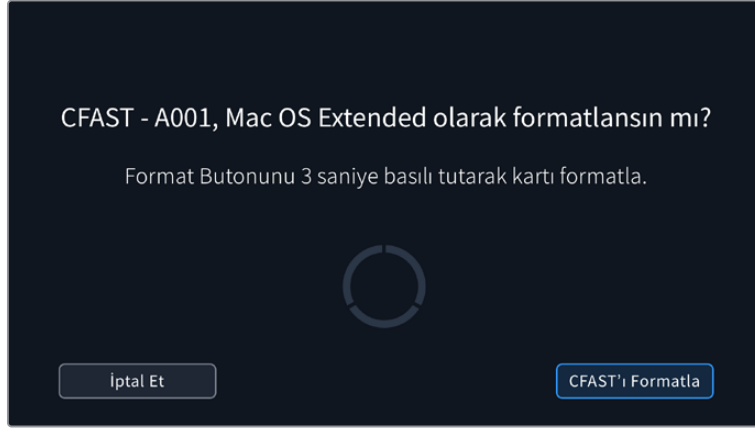 CFAST - A001, Mac OS Extended olarak formatlansın mı?
Format Butonunu 3 saniye basılı tutarak kartı formatla.
İptal Et
CFAST’ı Formatla